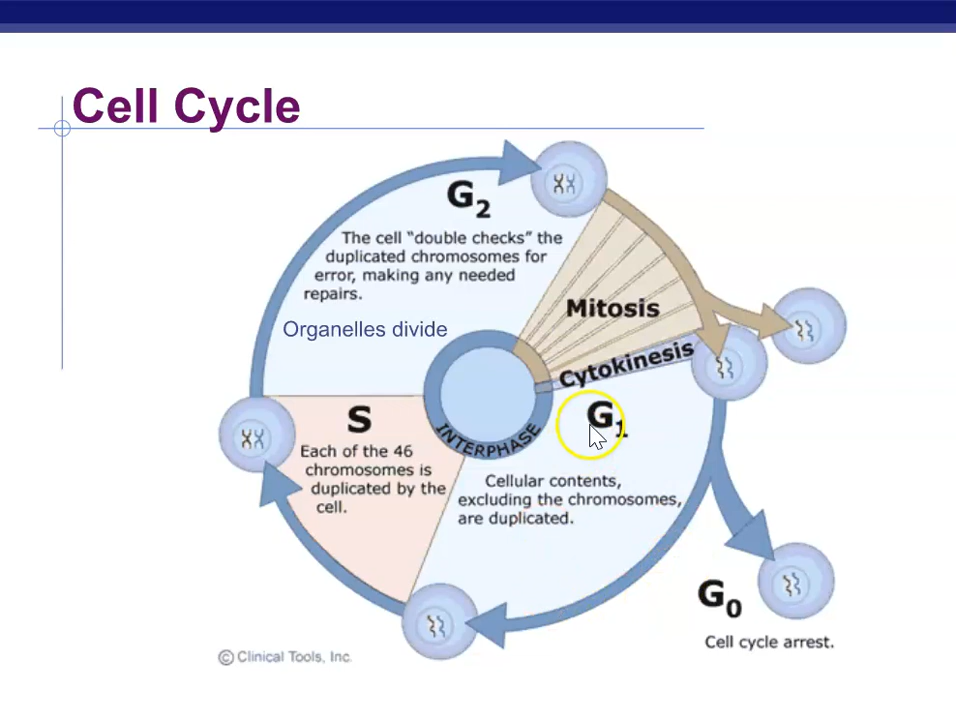 Cell Cycle
G2
The cell “double checks” the
duplicated chromosomes for
error, making any needed
repairs.
Organelles divide
Mitosis
Cytokinesis
S
Each of the 46
chromosomes is
duplicated by the
cell.
INTERPHASE
G1
Cellular contents,
excluding the chromosomes,
are duplicated.
G0
Cell cycle arrest.
© Clinical Tools, Inc.